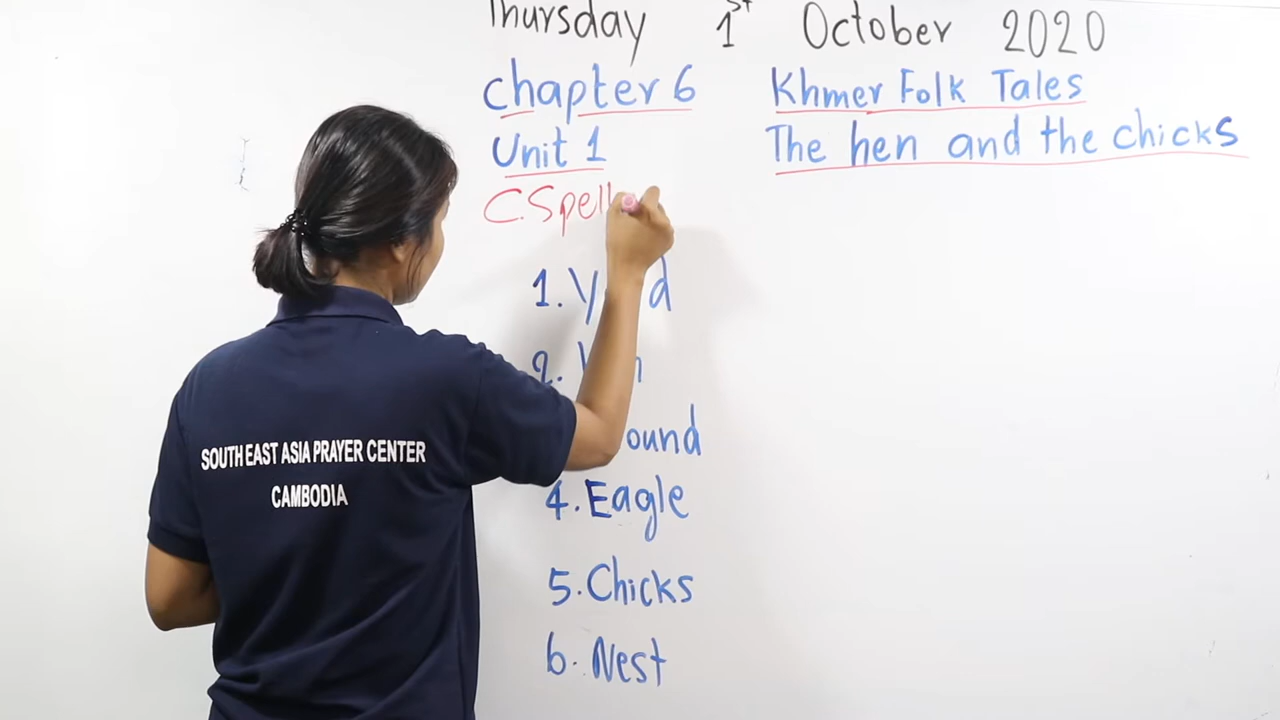 Thursday 1st October 2020
Chapter 6 Khmer Folk Tales
Unit 1 The hen and the chicks
C. Spell
1.
2.
ound
4. Eagle
5. Chicks
6. Nest
SOUTH EAST ASIA PRAYER CENTER
CAMBODIA